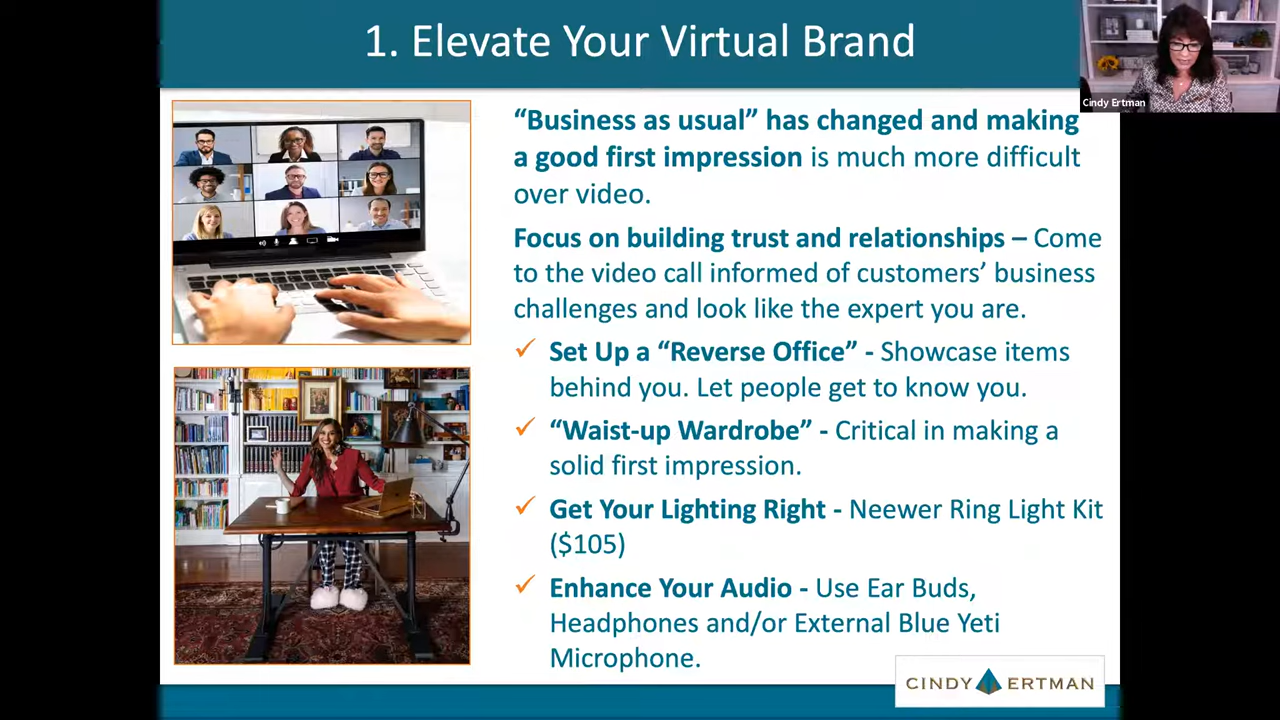 1. Elevate Your Virtual Brand
Cindy Ertman
“Business as usual” has changed and making
a good first impression is much more difficult
over video.
Focus on building trust and relationships – Come
to the video call informed of customers’ business
challenges and look like the expert you are.
✓ Set Up a “Reverse Office” - Showcase items
behind you. Let people get to know you.
✓ “Waist-up Wardrobe” - Critical in making a
solid first impression.
✓ Get Your Lighting Right - Neewer Ring Light Kit
($105)
✓ Enhance Your Audio - Use Ear Buds,
Headphones and/or External Blue Yeti
Microphone.
CINDY ERTMAN